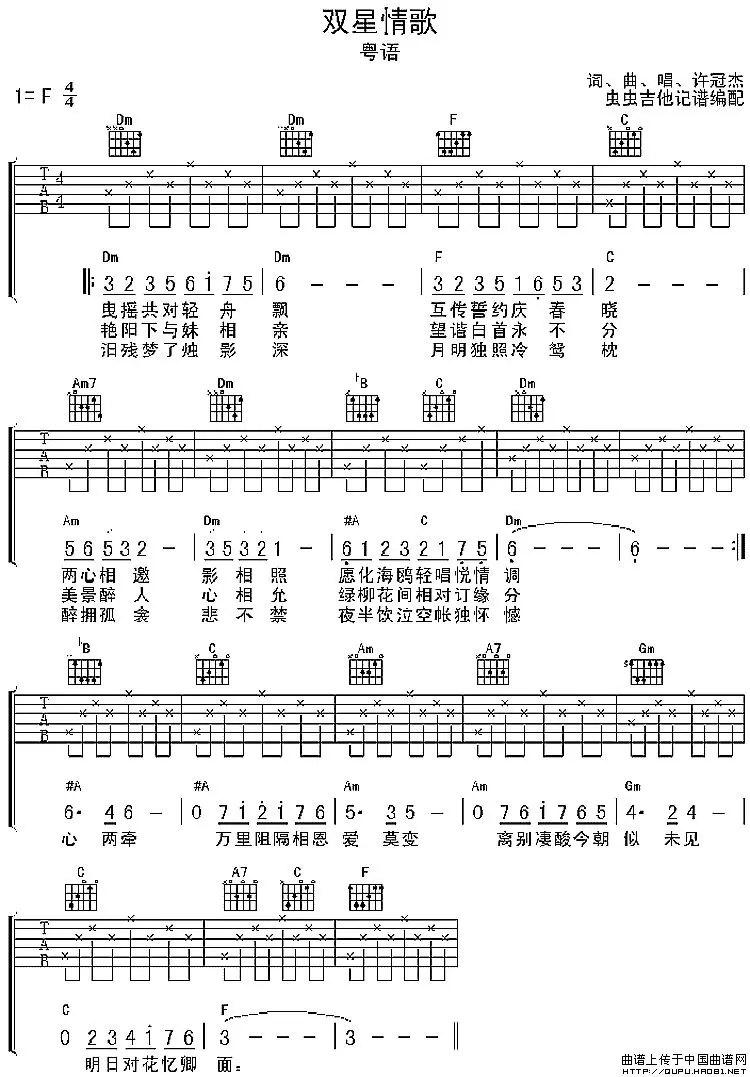 双星情歌
粤语
1=F 4/4
词、曲、唱、许冠杰
虫虫吉他记谱编配
Dm Dm F C
T A B 4/4
Dm Dm F C
3 2 3 5 6 i 7 5 | 6 - - - | 3 2 3 5 1 6 5 3 | 2 - - -
曳摇共对轻舟飘 互传誓约庆春晓
艳阳下与妹相亲 望谐白首永不分
汨残梦了烛影深 月明独照冷鸳枕
Am7 Dm ♭B C Dm
T A B
Am Dm #A C Dm
5 6 5 3 2 - | 3 5 3 2 1 - | 6 1 2 3 2 1 7 5 | 6 - - - | 6 - - - :
两心相邀 影相照 愿化海鸥轻唱悦情调
美景醉人 心相允 绿柳花间相对订缘分
醉拥孤衾 悲不禁 夜半饮泣空帐独怀憾
♭B C Am A7 Gm
T A B
#A #A Am Am Gm
6· 4 6 - | 0 7 i 2 i 7 6 | 5· 3 5 - | 0 7 6 i 7 6 5 | 4· 2 4 -
心两牵 万里阻隔相恩爱莫变 离别凄酸今朝似未见
C A7 C F
T A B
C F
0 2 3 4 i 7 6 | 3 - - - | 3 - - -
明日对花忆卿面。
曲谱上传于中国曲谱网
HTTP://QUPU.HAO81.NET